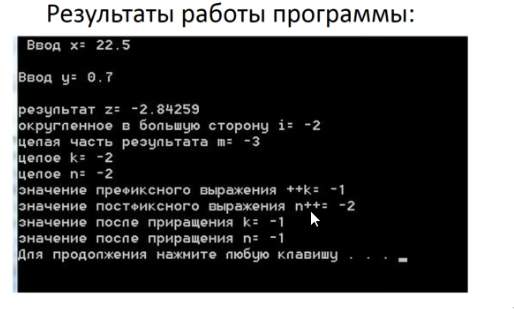 Результаты работы программы:
Ввод x= 22.5
Ввод y= 0.7
результат z= -2.84259
округленное в большую сторону i= -2
целая часть результата m= -3
целое k= -2
целое n= -2
значение префиксного выражения ++k= -1
значение постфиксного выражения n++= -2
значение после приращения k= -1
значение после приращения n= -1
Для продолжения нажмите любую клавишу . . . _